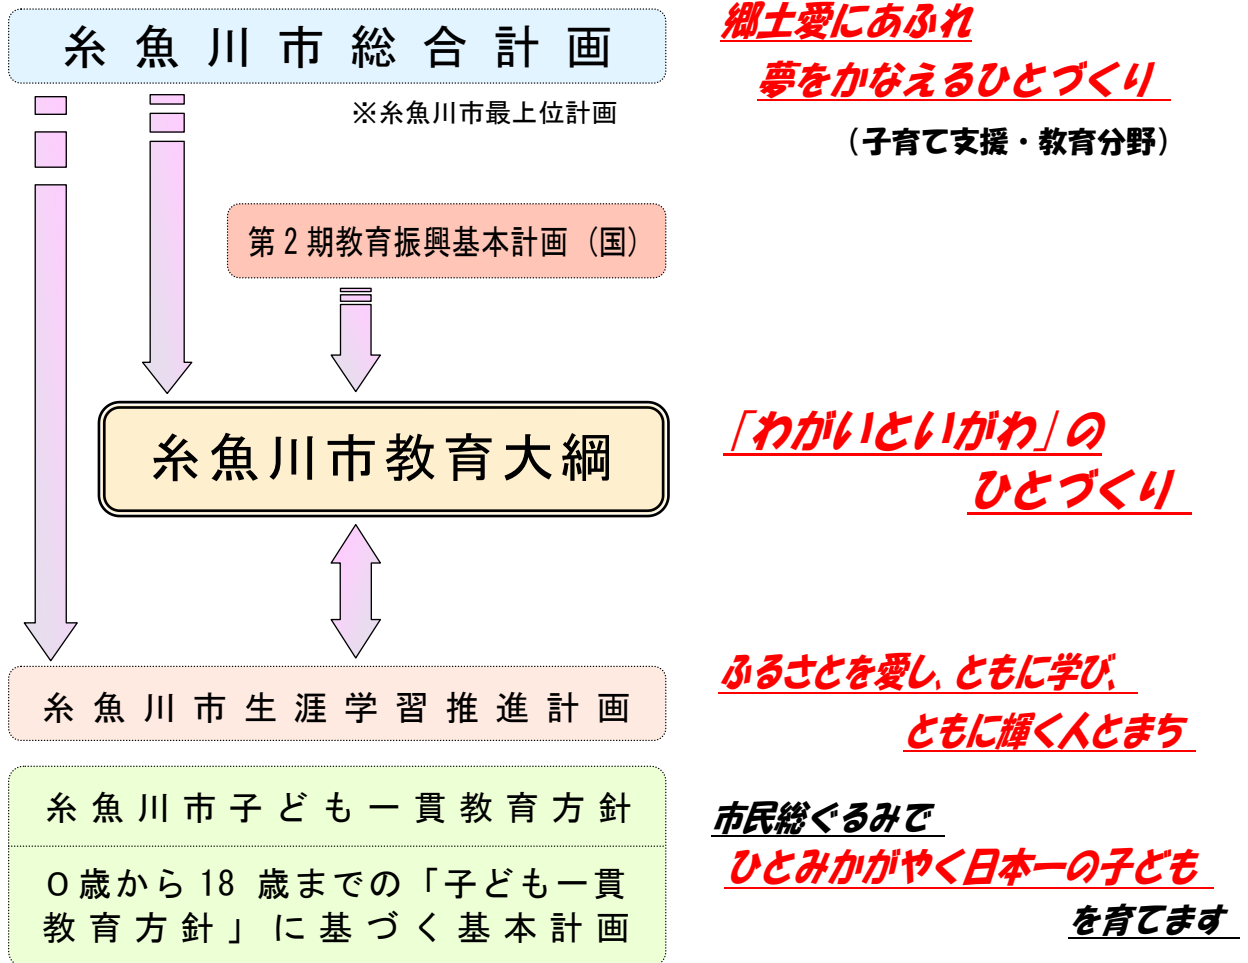 糸魚川市総合計画
※糸魚川市最上位計画
郷土愛にあふれ
夢をかなえるひとづくり
（子育て支援・教育分野）
第２期教育振興基本計画（国）
糸魚川市教育大綱
「わがいといがわ」の
ひとづくり
糸魚川市生涯学習推進計画
ふるさとを愛し、ともに学び、
ともに輝く人とまち
糸魚川市子ども一貫教育方針
０歳から 18 歳までの「子ども一貫
教育方針」に基づく基本計画
市民総ぐるみで
ひとみかがやく日本一の子ども
を育てます